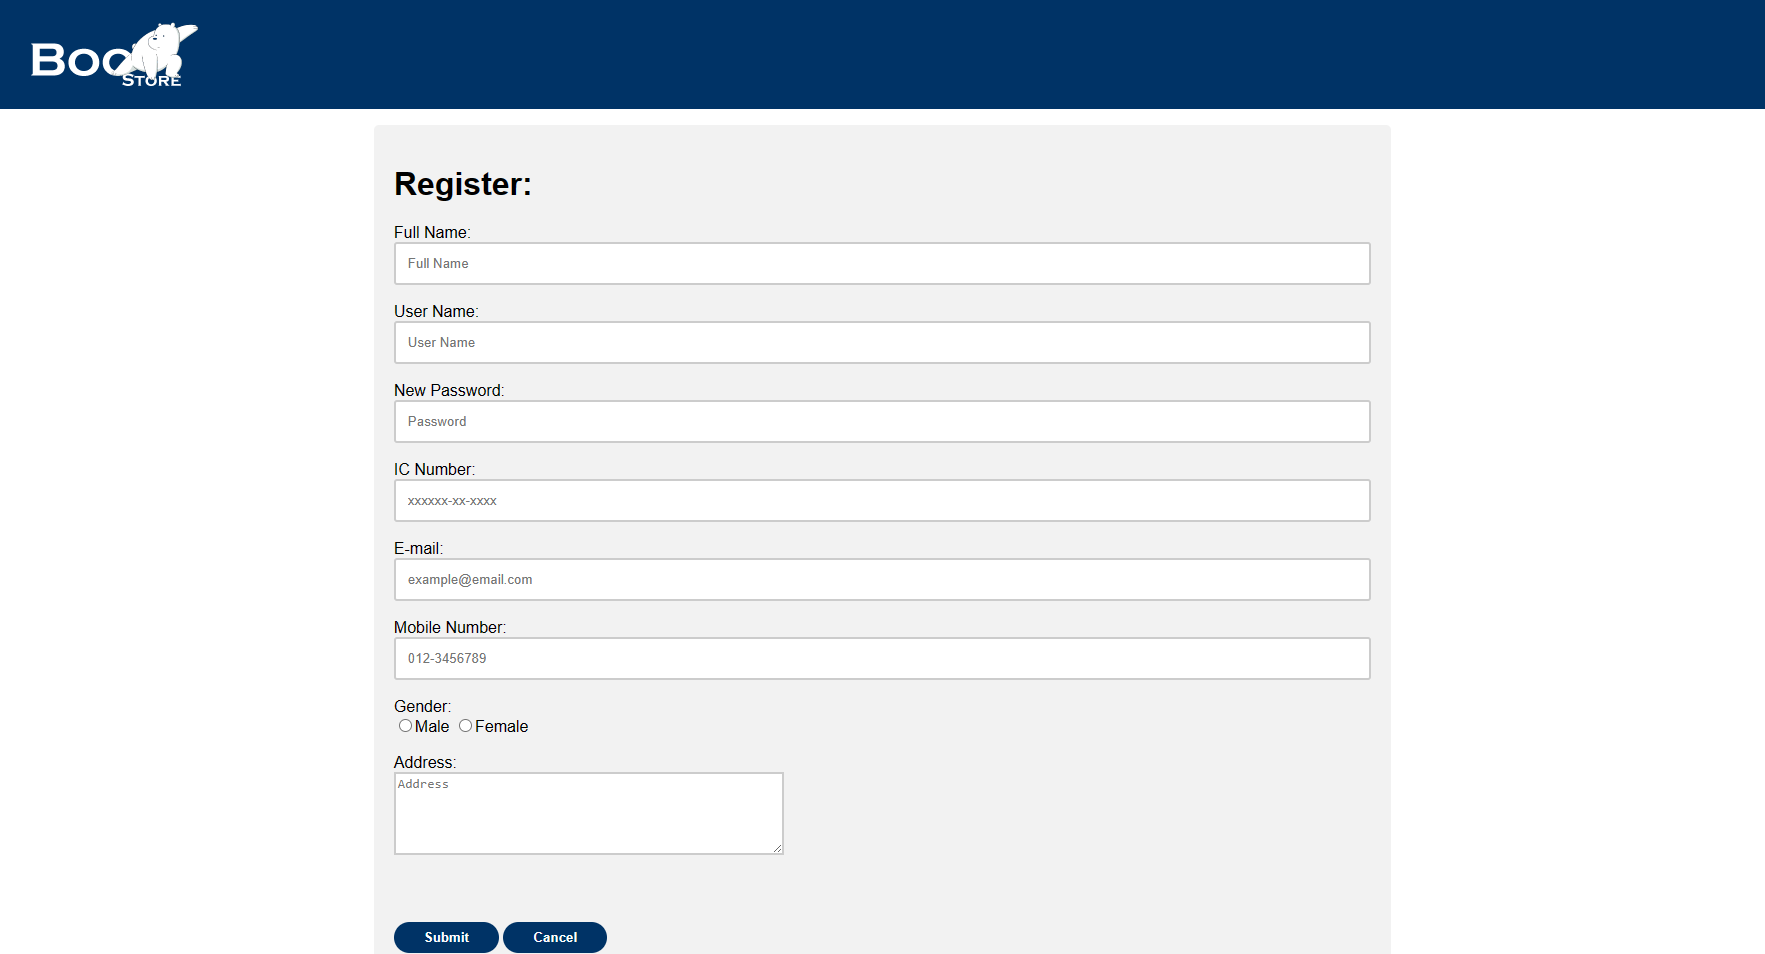 Boo
STORE
Register:
Full Name:
Full Name
User Name:
User Name
New Password:
Password
IC Number:
xxxxxx-xx-xxxx
E-mail:
example@email.com
Mobile Number:
012-3456789
Gender:
Male Female
Address:
Address
Submit Cancel